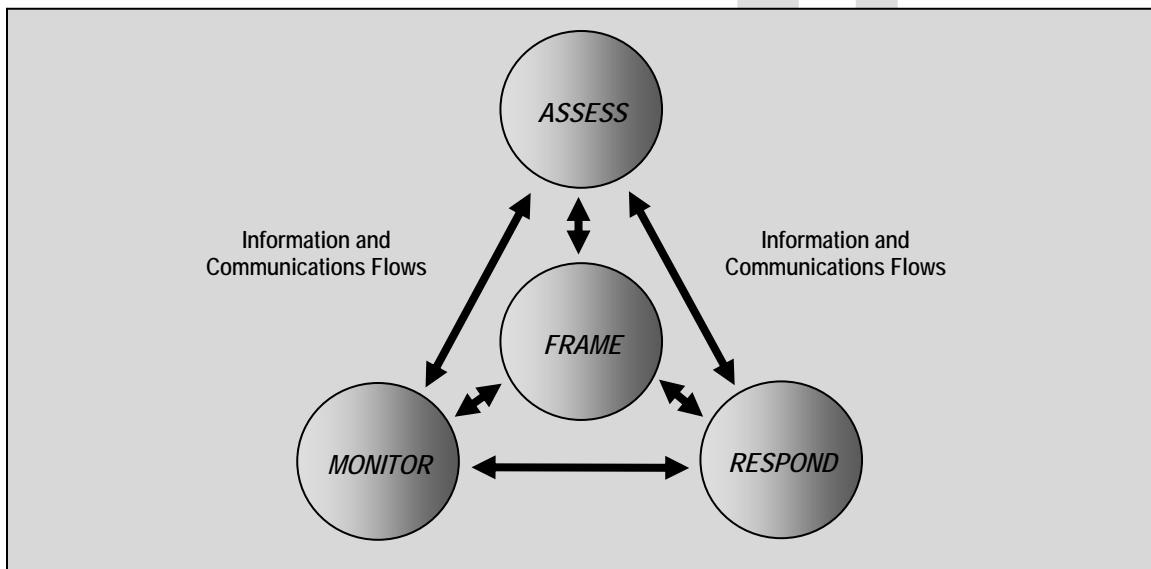 ASSESS
Information and
Communications Flows
Information and
Communications Flows
FRAME
MONITOR
RESPOND